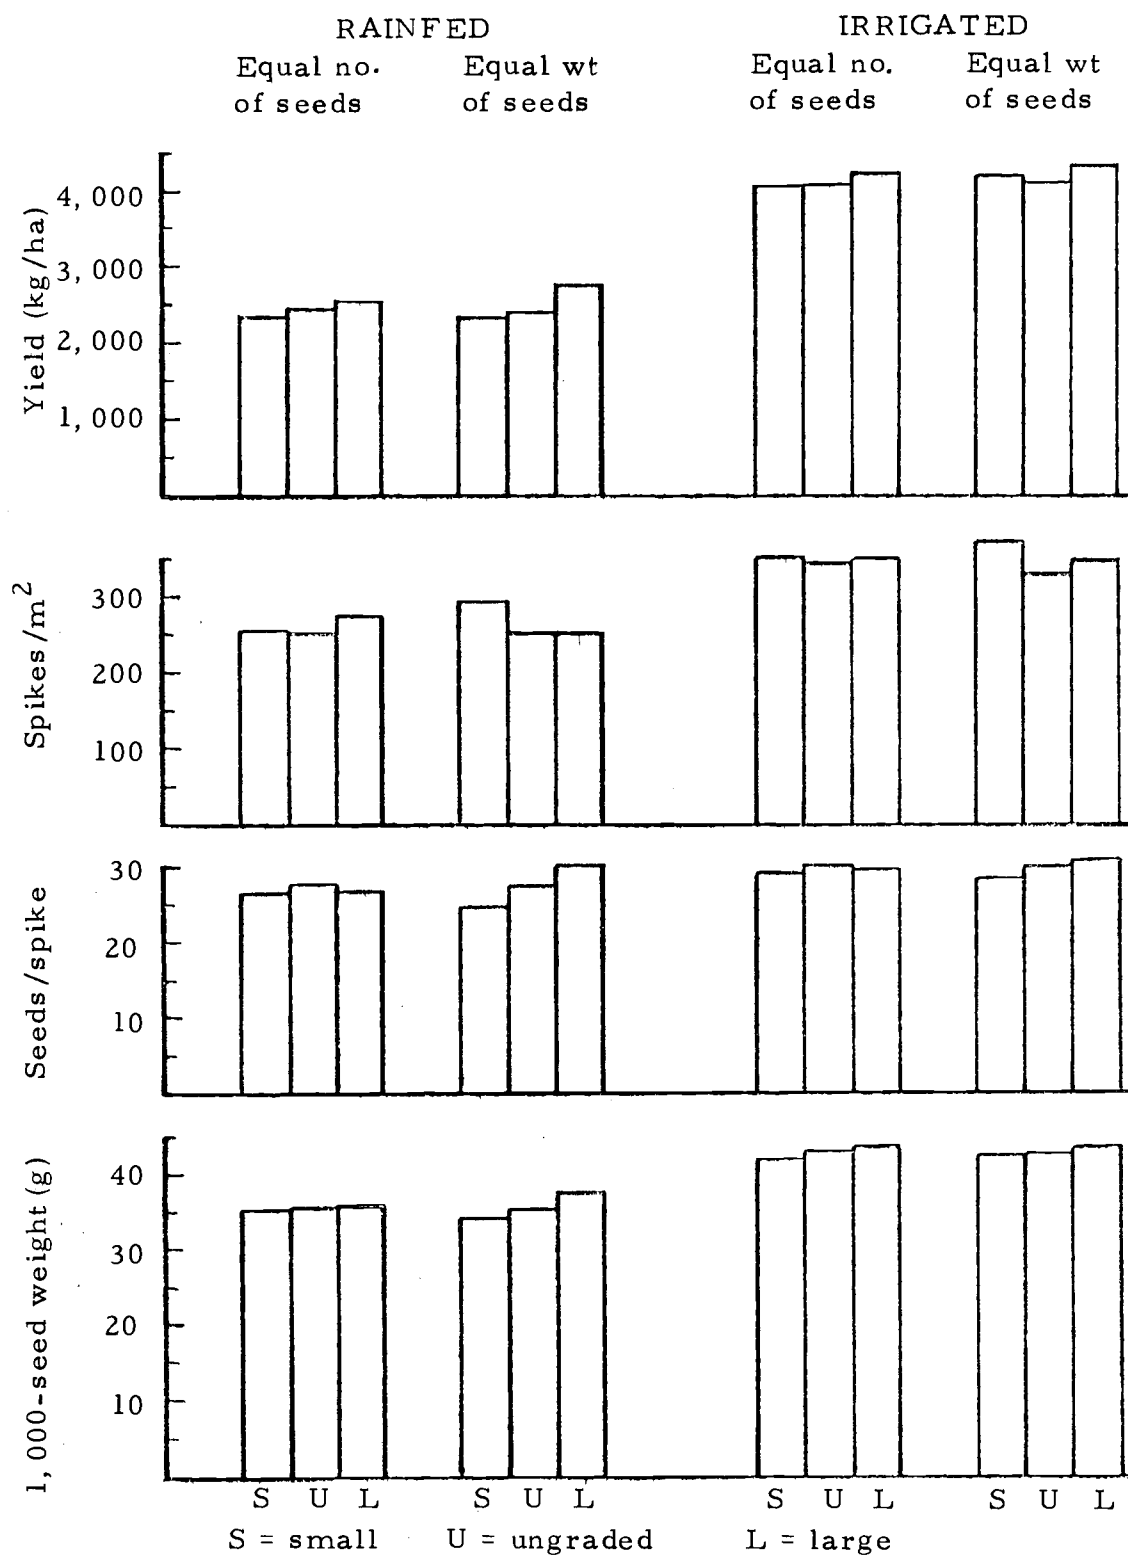 RAINFED IRRIGATED
Equal no. Equal wt Equal no. Equal wt
of seeds of seeds of seeds of seeds
Yield (kg/ha)
4,000
3,000
2,000
1,000
Spikes/m²
300
200
100
Seeds/spike
30
20
10
1,000-seed weight (g)
40
30
20
10
S U L S U L S U L S U L
S = small U = ungraded L = large